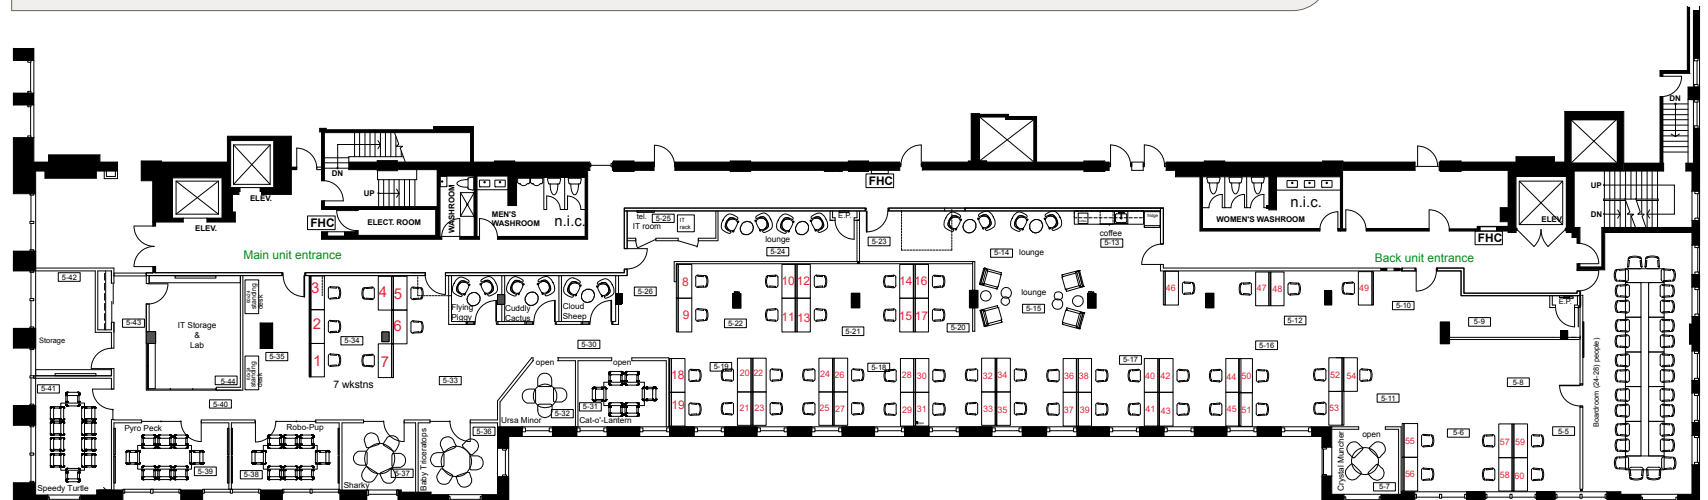 DN
DN
UP
ELEV.
ELEV.
FHC
ELECT. ROOM
WASHROOM
MEN'S
WASHROOM
n.i.c.
FHC
WOMEN'S WASHROOM
n.i.c.
FHC
ELEV.
UP
DN
Main unit entrance
Back unit entrance
tel.
IT room
5-25
IT
rack
lounge
5-24
E.P.
5-23
5-14
lounge
coffee
5-13
fridge
5-42
Storage
5-43
IT Storage
&
Lab
5-44
standing
desk
5-35
standing
desk
3
4
5
2
6
5-34
1
7
7 wkstns
Flying
Piggy
Cuddly
Cactus
Cloud
Sheep
5-26
8
10
12
14
16
9
11
13
15
17
5-22
5-21
5-20
lounge
5-15
46
47
48
49
5-10
5-12
5-9
E.P.
5-30
5-33
5-40
5-41
Speedy Turtle
Pyro Peck
5-39
Robo-Pup
5-38
Sharky
5-37
Baby Triceratops
5-36
open
Ursa Minor
5-32
open
5-31
Cat-o'-Lantern
5-19
5-18
5-17
5-16
18
20
22
24
26
28
30
32
34
36
38
40
42
44
50
52
54
19
21
23
25
27
29
31
33
35
37
39
41
43
45
51
53
5-11
5-8
Boardroom (24-28) people )
open
Crystal Muncher
5-7
55
57
59
56
58
60
5-6
5-5